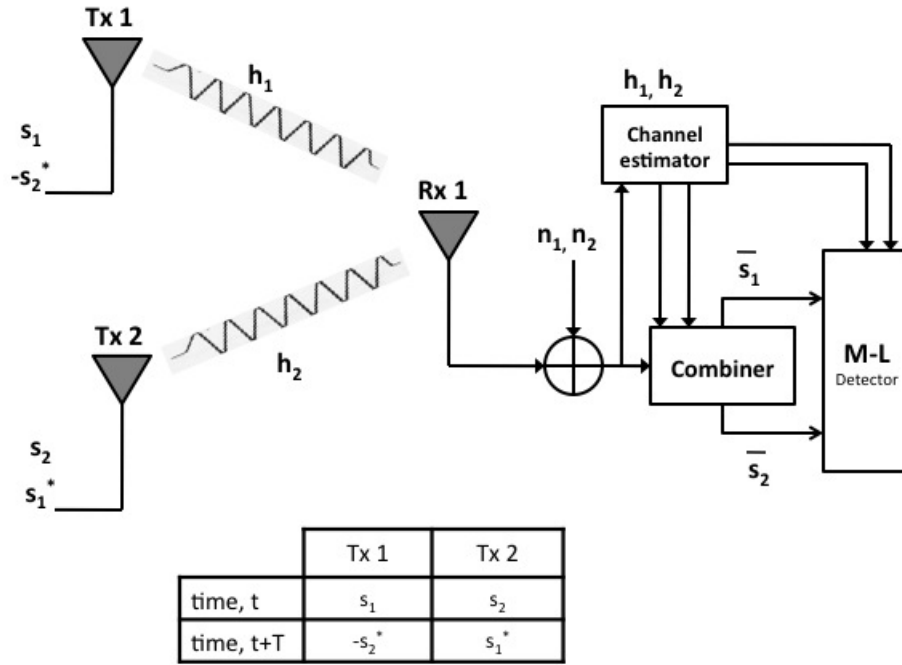 Tx 1
h₁
s₁
-s₂*
Rx 1
Tx 2
h₂
s₂
s₁*
n₁, n₂
h₁, h₂
Channel
estimator
Combiner
s̅₁
s̅₂
M-L
Detector
Tx 1 Tx 2
time, t s₁ s₂
time, t+T -s₂* s₁*